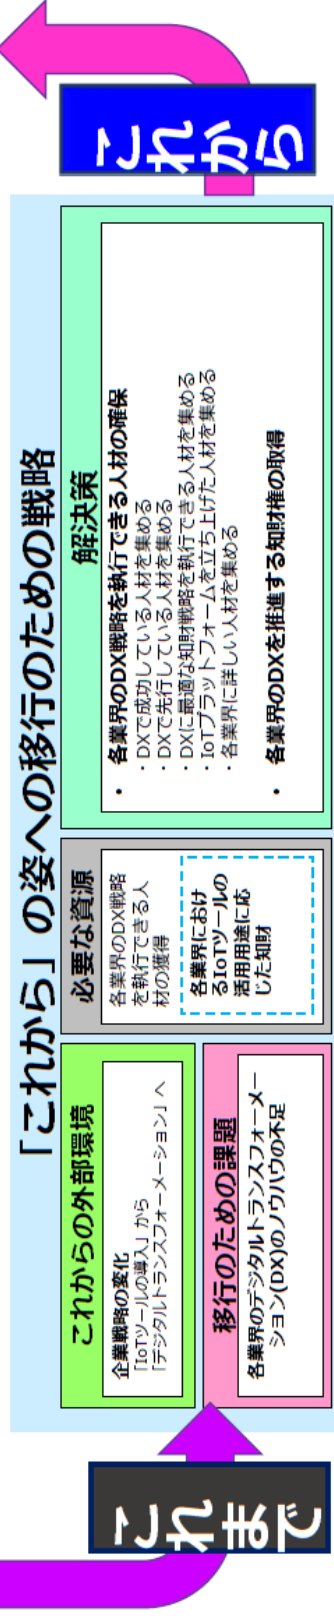 「これから」の姿への移行のための戦略
これまで
これからの外部環境
企業戦略の変化
「IoTツールの導入」から
「デジタルトランスフォーメーション」へ
移行のための課題
各業界のデジタルトランスフォーメー
ション(DX)のノウハウの不足
必要な資源
各業界のDX戦略
を執行できる人
材の獲得
各業界におけ
るIoTツールの
活用用途に応
じた知財
解決策
• 各業界のDX戦略を執行できる人材の確保
・DXで成功している人材を集める
・DXで先行している人材を集める
・DXに最適な知財戦略を執行できる人材を集める
・IoTプラットフォームを立ち上げた人材を集める
・各業界に詳しい人材を集める
• 各業界のDXを推進する知財権の取得
これから